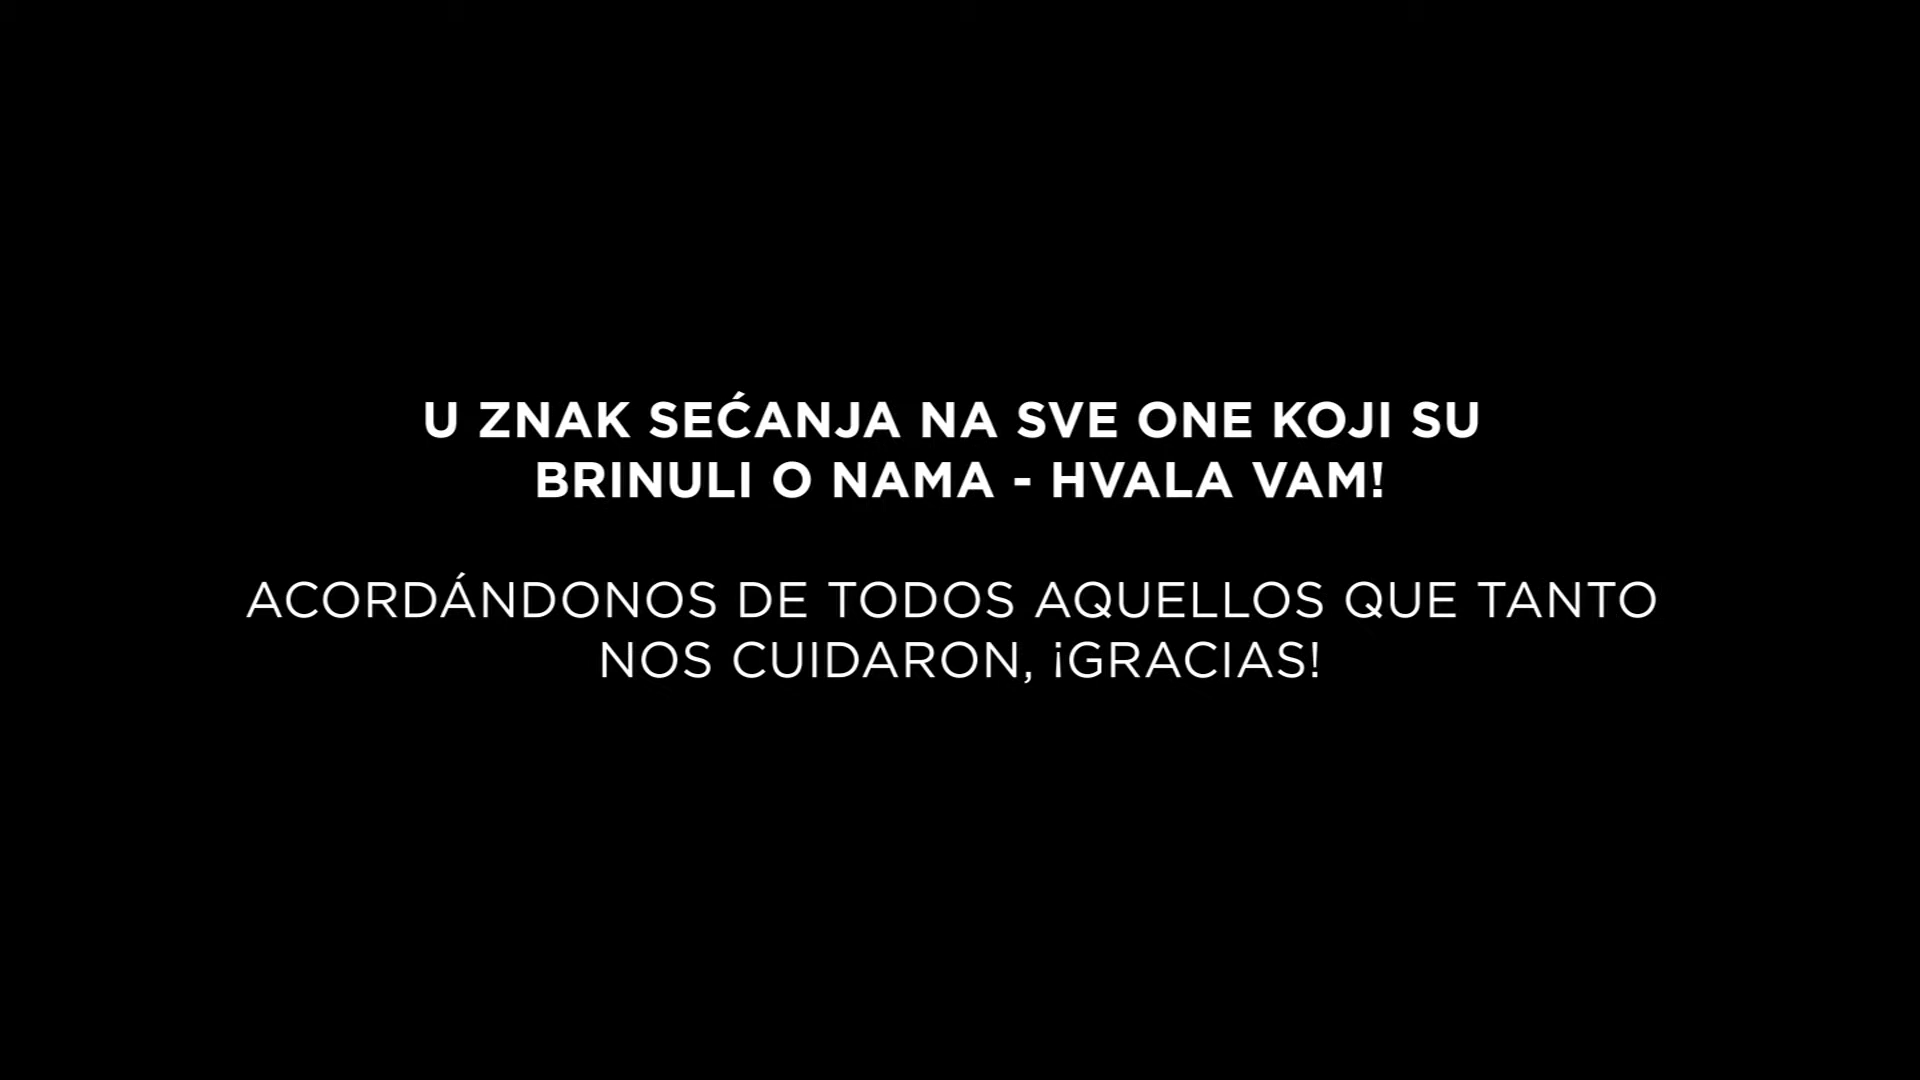 U ZNAK SEĆANJA NA SVE ONE KOJI SU
BRINULI O NAMA - HVALA VAM!
ACORDÁNDONOS DE TODOS AQUELLOS QUE TANTO
NOS CUIDARON, ¡GRACIAS!